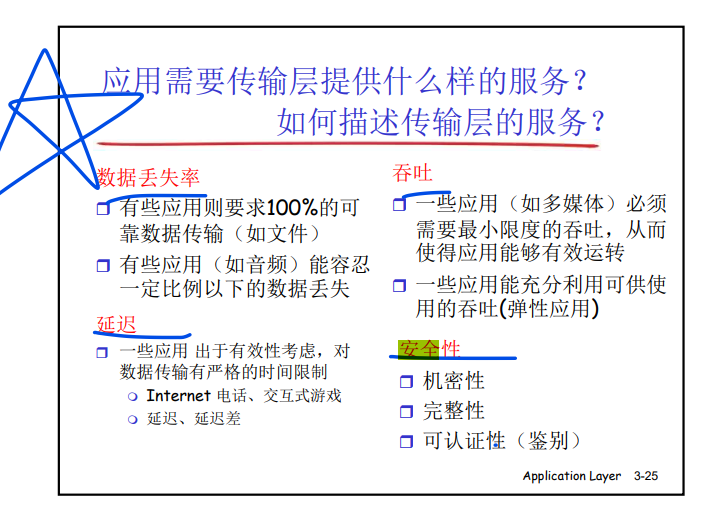 应用需要传输层提供什么样的服务?
如何描述传输层的服务?
数据丢失率
有些应用则要求100%的可
靠数据传输（如文件）
有些应用（如音频）能容忍
一定比例以下的数据丢失
延迟
一些应用 出于有效性考虑，对
数据传输有严格的时间限制
Internet 电话、交互式游戏
延迟、延迟差
吞吐
一些应用（如多媒体）必须
需要最小限度的吞吐，从而
使得应用能够有效运转
一些应用能充分利用可供使
用的吞吐(弹性应用)
安全性
机密性
完整性
可认证性（鉴别）
Application Layer 3-25